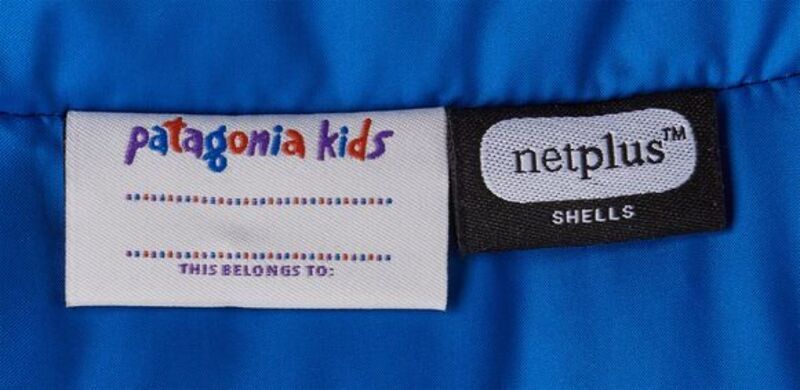 patagonia kids
THIS BELONGS TO:
netplus™
SHELLS